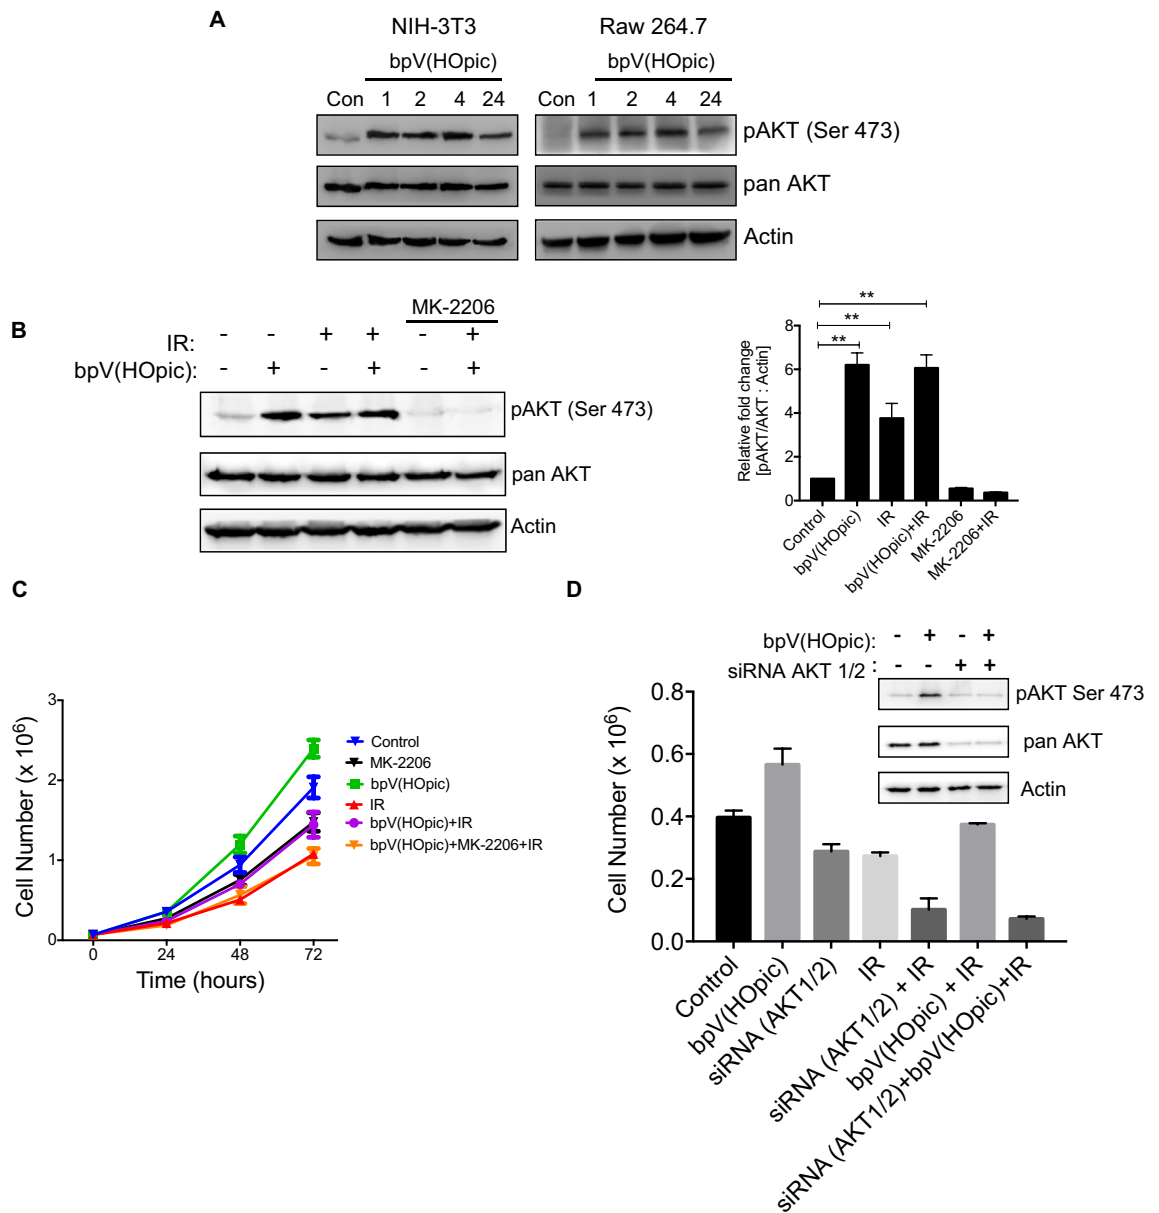 A
NIH-3T3 Raw 264.7
bpV(HOpic) bpV(HOpic)
Con 1 2 4 24 Con 1 2 4 24
pAKT (Ser 473)
pan AKT
Actin
B
MK-2206
IR: - - + + - +
bpV(HOpic): - + - + - +
pAKT (Ser 473)
pan AKT
Actin
** 
**
**
Relative fold change
[pAKT/AKT : Actin]
8
6
4
2
0
Control
bpV(HOpic)
IR
bpV(HOpic)+IR
MK-2206
MK-2206+IR
C
Cell Number (x 10⁶)
3
2
1
0
0 24 48 72
Time (hours)
Control
MK-2206
bpV(HOpic)
IR
bpV(HOpic)+IR
bpV(HOpic)+MK-2206+IR
D
bpV(HOpic): - + - +
siRNA AKT 1/2 : - - + +
pAKT Ser 473
pan AKT
Actin
Cell Number (x 10⁶)
0.8
0.6
0.4
0.2
0.0
Control
bpV(HOpic)
siRNA (AKT1/2)
IR
siRNA (AKT1/2) + IR
bpV(HOpic) + IR
siRNA (AKT1/2)+bpV(HOpic)+IR